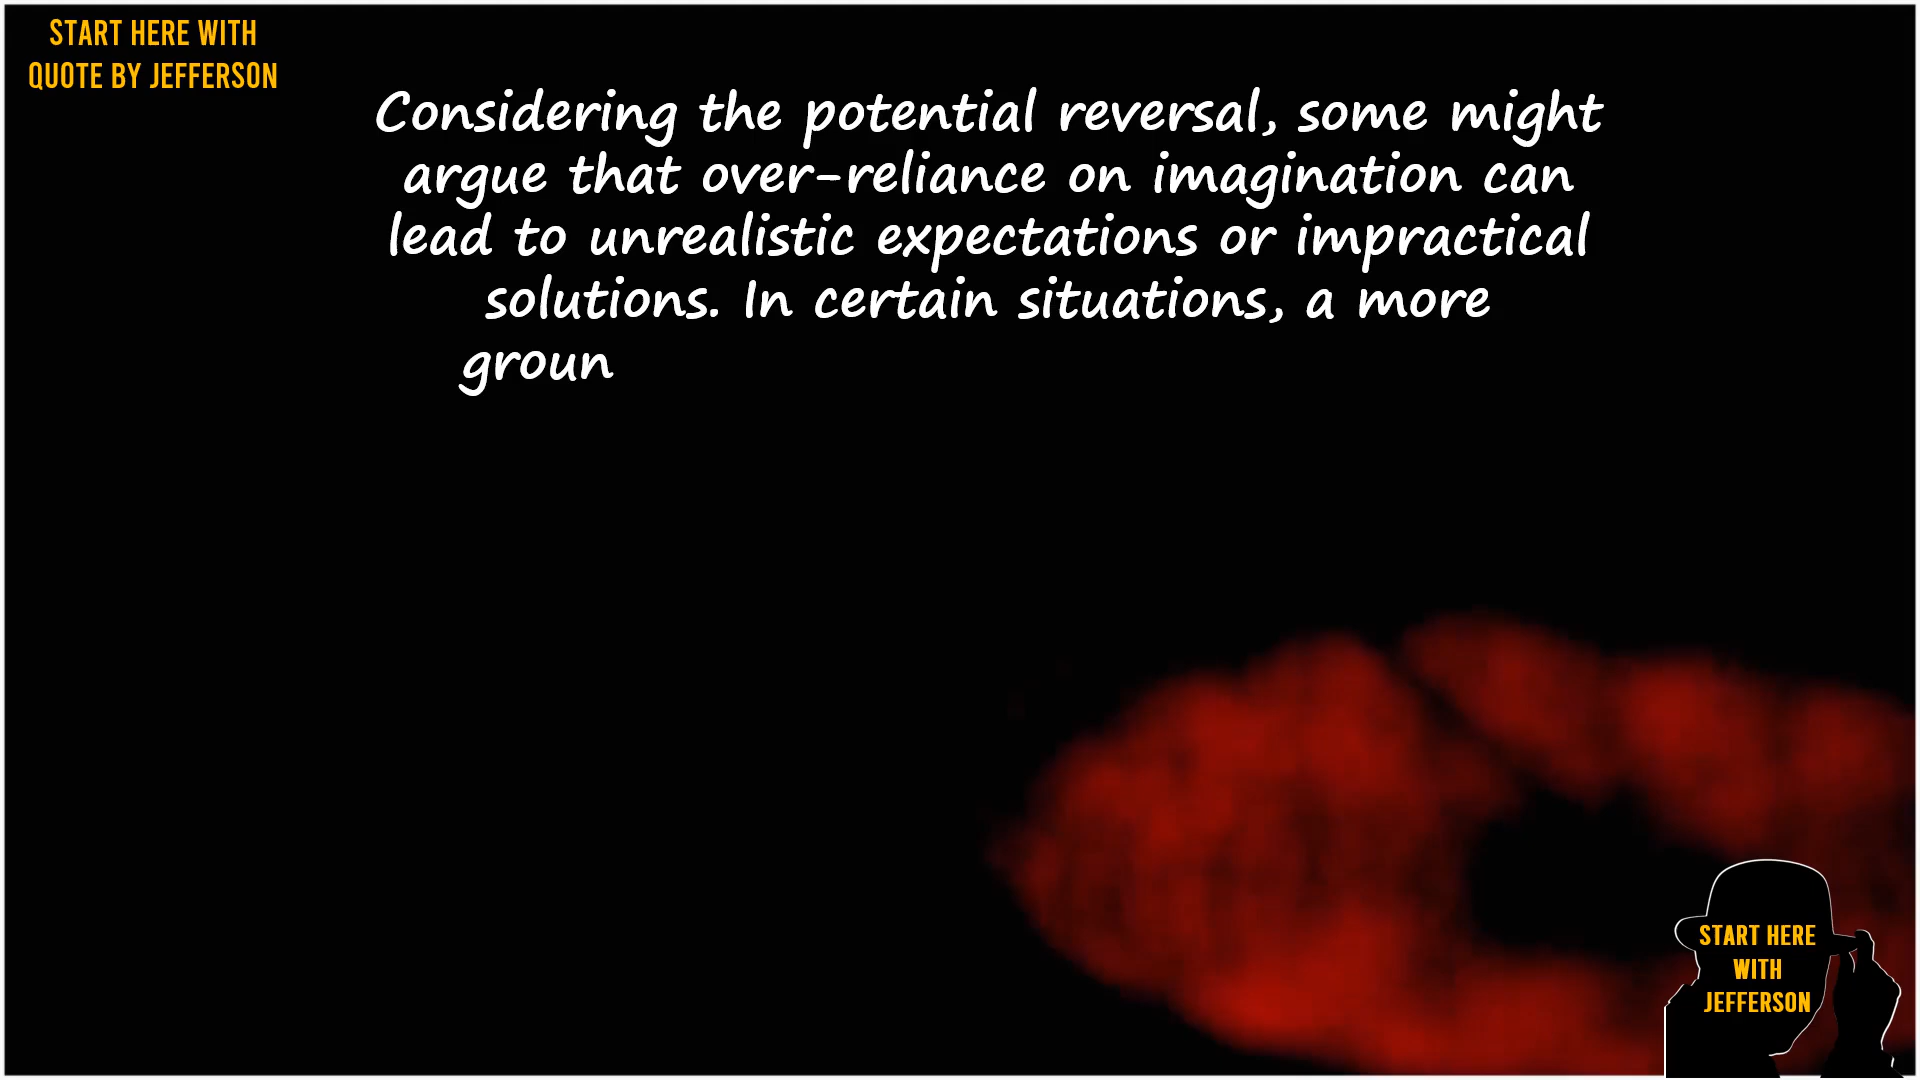 START HERE WITH
QUOTE BY JEFFERSON
Considering the potential reversal, some might
argue that over-reliance on imagination can
lead to unrealistic expectations or impractical
solutions. In certain situations, a more
groun
START HERE
WITH
JEFFERSON